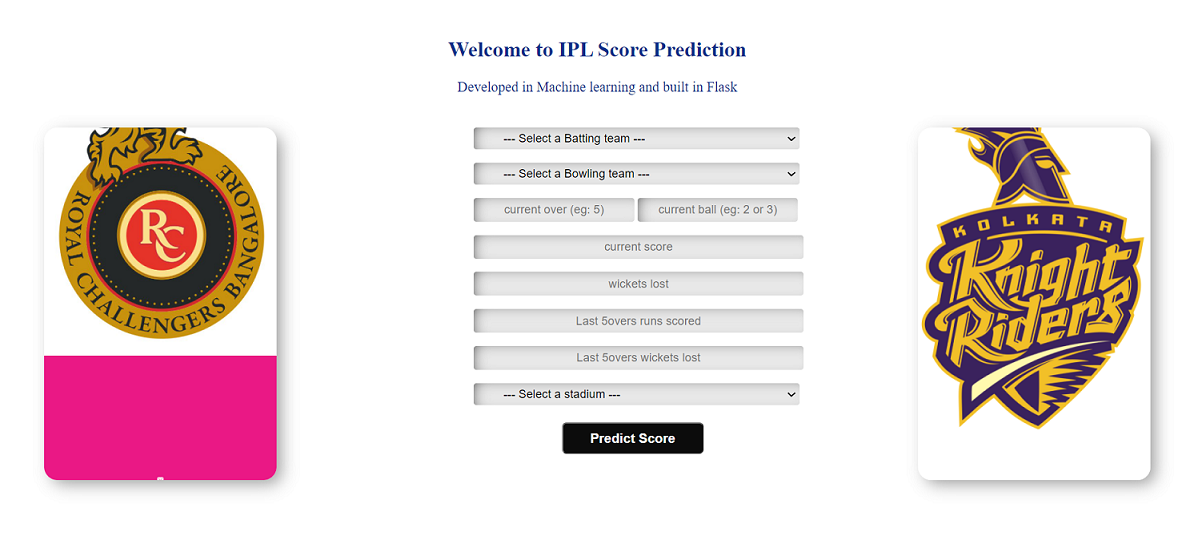 Welcome to IPL Score Prediction
Developed in Machine learning and built in Flask
ROYAL CHALLENGERS BANGALORE
RC
--- Select a Batting team ---
--- Select a Bowling team ---
current over (eg: 5)
current ball (eg: 2 or 3)
current score
wickets lost
Last 5overs runs scored
Last 5overs wickets lost
--- Select a stadium ---
Predict Score
KOLKATA
Knight
Riders